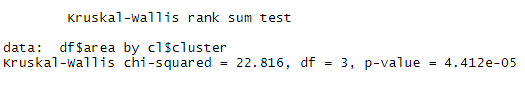 Kruskal-Wallis rank sum test
data:  df$area by cl$cluster
Kruskal-Wallis chi-squared = 22.816, df = 3, p-value = 4.412e-05